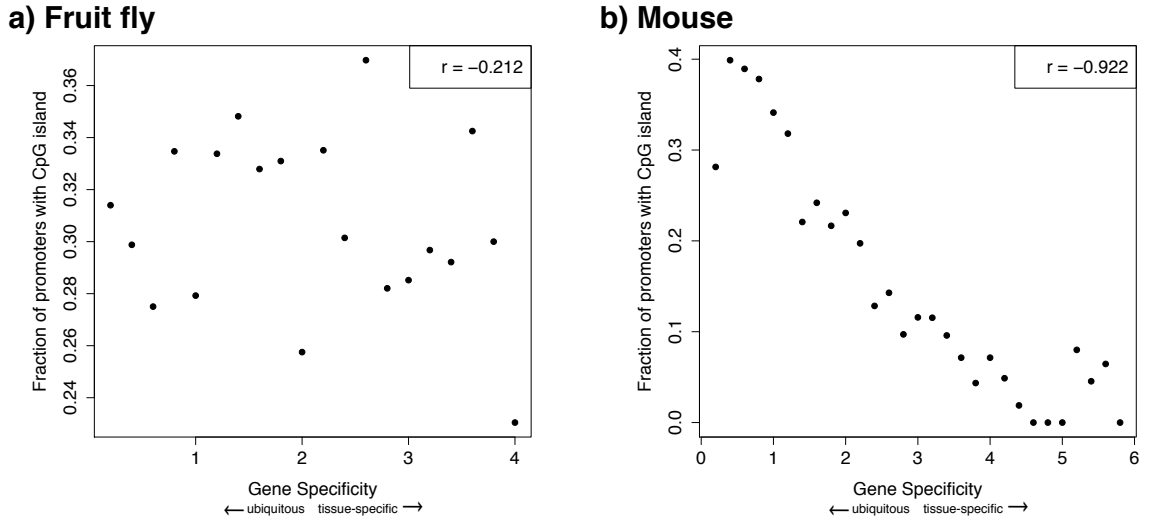 a) Fruit fly
r = −0.212
Fraction of promoters with CpG island
0.36
0.34
0.32
0.30
0.28
0.26
0.24
1 2 3 4
Gene Specificity
← ubiquitous tissue-specific →
b) Mouse
r = −0.922
Fraction of promoters with CpG island
0.4
0.3
0.2
0.1
0.0
0 1 2 3 4 5 6
Gene Specificity
← ubiquitous tissue-specific →